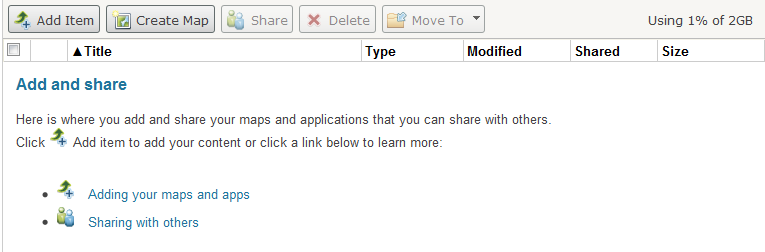 Add Item Create Map Share Delete Move To Using 1% of 2GB
▲Title Type Modified Shared Size
Add and share
Here is where you add and share your maps and applications that you can share with others.
Click Add item to add your content or click a link below to learn more:
• Adding your maps and apps
• Sharing with others